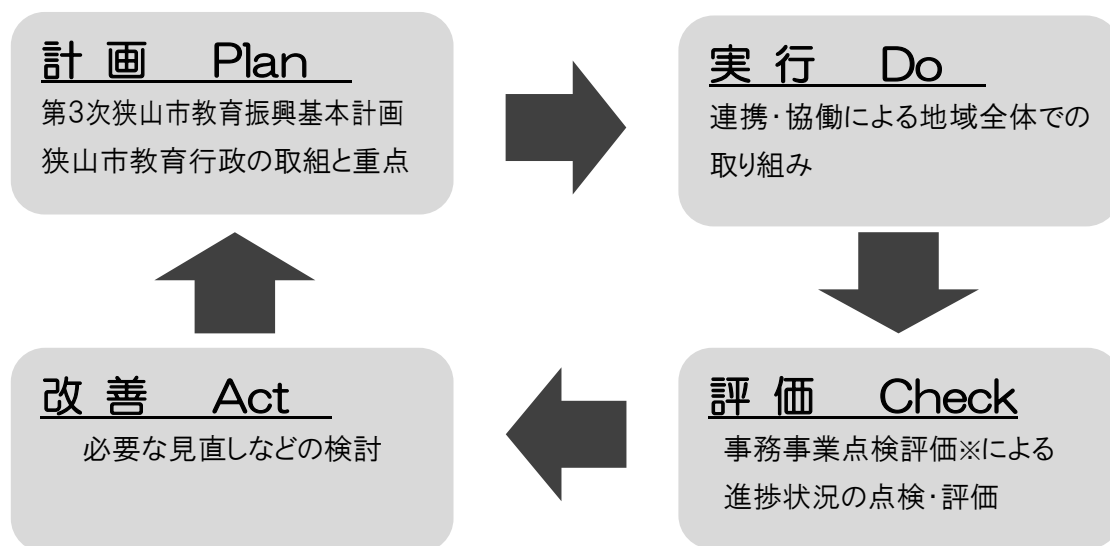 計 画 Plan
第3次狭山市教育振興基本計画
狭山市教育行政の取組と重点
実 行 Do
連携・協働による地域全体での
取り組み
改 善 Act
必要な見直しなどの検討
評 価 Check
事務事業点検評価※による
進捗状況の点検・評価